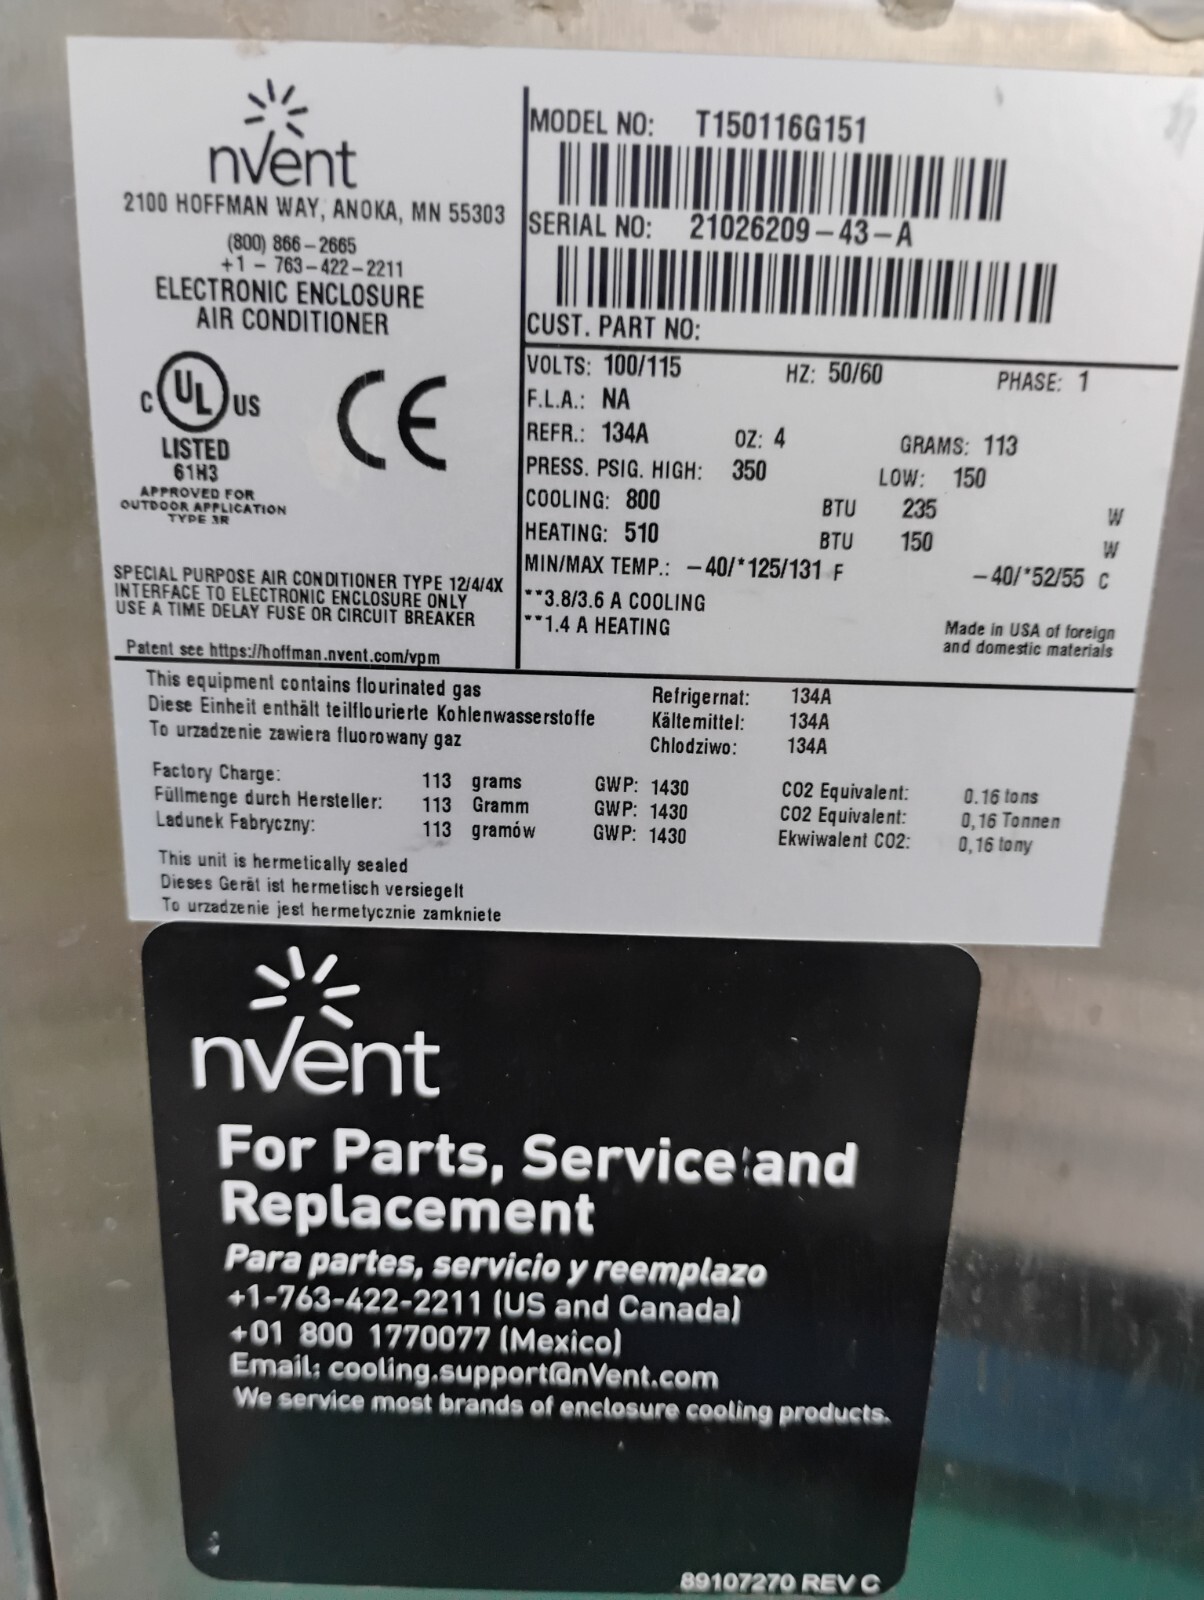 nVent
2100 HOFFMAN WAY, ANOKA, MN 55303
(800) 866-2665
+1 - 763-422-2211
ELECTRONIC ENCLOSURE
AIR CONDITIONER
C UL US
LISTED
61H3
APPROVED FOR
OUTDOOR APPLICATION
TYPE 3R
CE
SPECIAL PURPOSE AIR CONDITIONER TYPE 12/4/4X
INTERFACE TO ELECTRONIC ENCLOSURE ONLY
USE A TIME DELAY FUSE OR CIRCUIT BREAKER
Patent see https://hoffman.nvent.com/vpm
MODEL NO: T150116G151
SERIAL NO: 21026209-43-A
CUST. PART NO:
VOLTS: 100/115 HZ: 50/60 PHASE: 1
F.L.A.: NA
REFR.: 134A OZ: 4 GRAMS: 113
PRESS. PSIG. HIGH: 350 LOW: 150
COOLING: 800 BTU 235 W
HEATING: 510 BTU 150 W
MIN/MAX TEMP.: -40/*125/131 F -40/*52/55 C
**3.8/3.6 A COOLING
**1.4 A HEATING
Made in USA of foreign
and domestic materials
This equipment contains flourinated gas Refrigernat: 134A
Diese Einheit enthält teilflourierte Kohlenwasserstoffe Kältemittel: 134A
To urzadzenie zawiera fluorowany gaz Chlodziwo: 134A
Factory Charge: 113 grams GWP: 1430 CO2 Equivalent: 0.16 tons
Füllmenge durch Hersteller: 113 Gramm GWP: 1430 CO2 Equivalent: 0,16 Tonnen
Ladunek Fabryczny: 113 gramów GWP: 1430 Ekwiwalent CO2: 0,16 tony
This unit is hermetically sealed
Dieses Gerät ist hermetisch versiegelt
To urzadzenie jest hermetycznie zamkniete
nVent
For Parts, Service and
Replacement
Para partes, servicio y reemplazo
+1-763-422-2211 (US and Canada)
+01 800 1770077 (Mexico)
Email: cooling.support@nVent.com
We service most brands of enclosure cooling products.
89107270 REV C